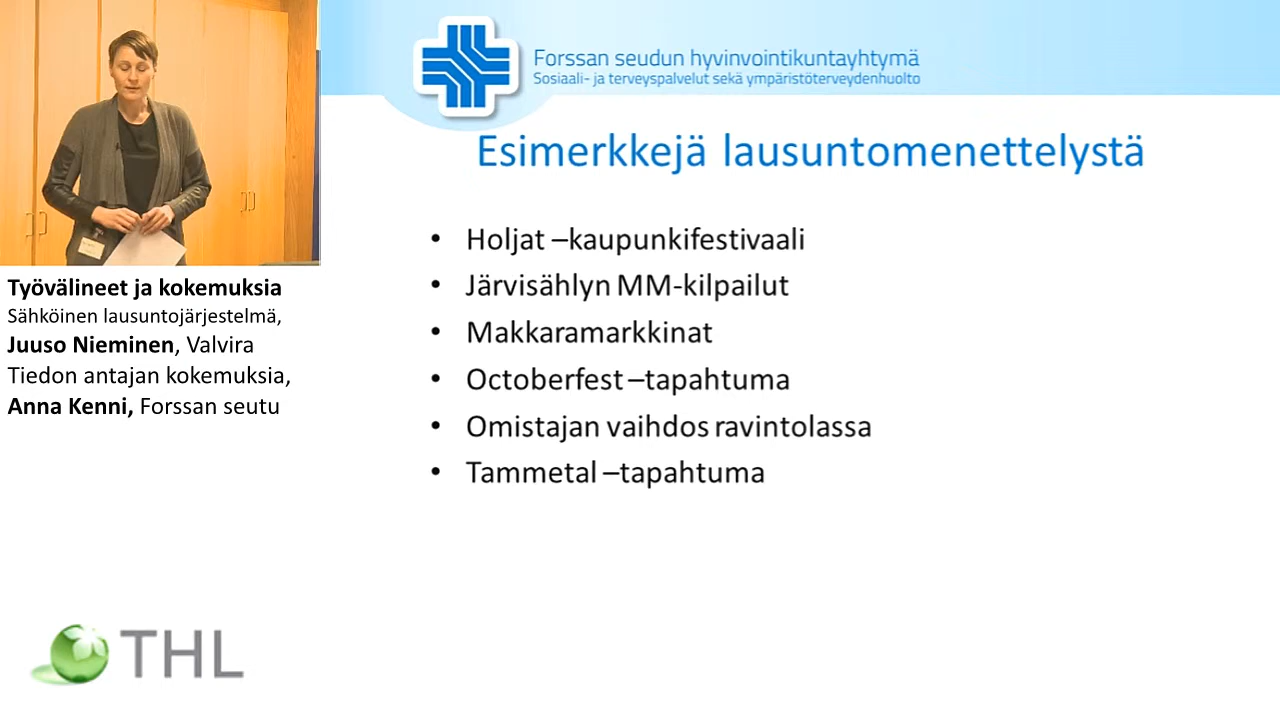 Forssan seudun hyvinvointikuntayhtymä
Sosiaali- ja terveyspalvelut sekä ympäristöterveydenhuolto
Esimerkkejä lausuntomenettelystä
• Holjat –kaupunkifestivaali
• Järvisählyn MM-kilpailut
• Makkaramarkkinat
• Octoberfest –tapahtuma
• Omistajan vaihdos ravintolassa
• Tammetal –tapahtuma
Työvälineet ja kokemuksia
Sähköinen lausuntojärjestelmä,
Juuso Nieminen, Valvira
Tiedon antajan kokemuksia,
Anna Kenni, Forssan seutu
THL